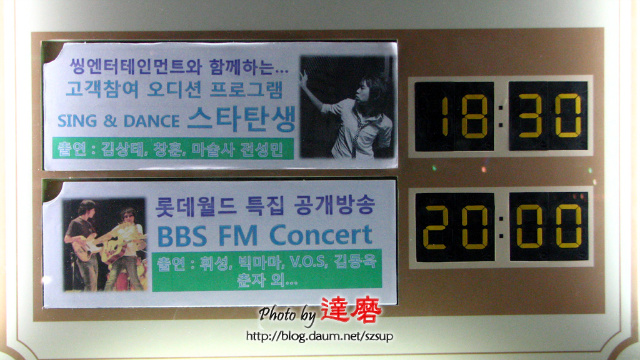 씽엔터테인먼트와 함께하는...
고객참여 오디션 프로그램
SING & DANCE 스타탄생
출연 : 김상태, 창훈, 마술사 전성민
18:30
롯데월드 특집 공개방송
BBS FM Concert
출연 : 휘성, 빅마마, V.O.S, 김동욱
춘자 외...
20:00
Photo by 達磨
http://blog.daum.net/szsup